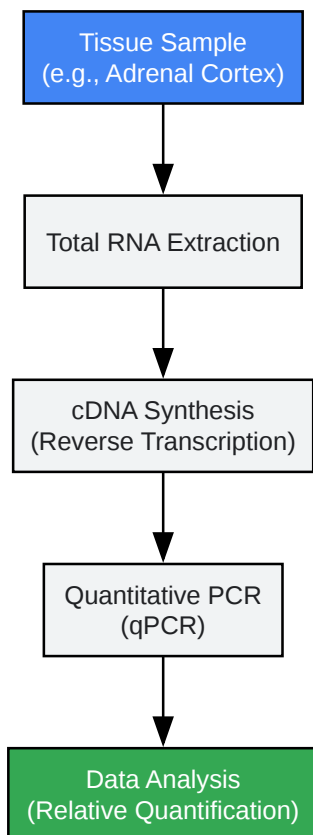 Tissue Sample
(e.g., Adrenal Cortex)
Total RNA Extraction
cDNA Synthesis
(Reverse Transcription)
Quantitative PCR
(qPCR)
Data Analysis
(Relative Quantification)